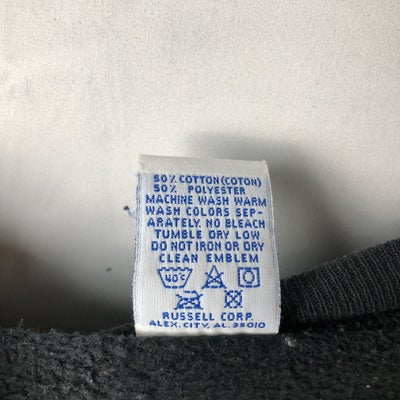 50% COTTON (COTON)
50% POLYESTER
MACHINE WASH WARM
WASH COLORS SEP-
ARATELY. NO BLEACH
TUMBLE DRY LOW
DO NOT IRON OR DRY
CLEAN EMBLEM
40°C
RUSSELL CORP.
ALEX. CITY, AL. 35010